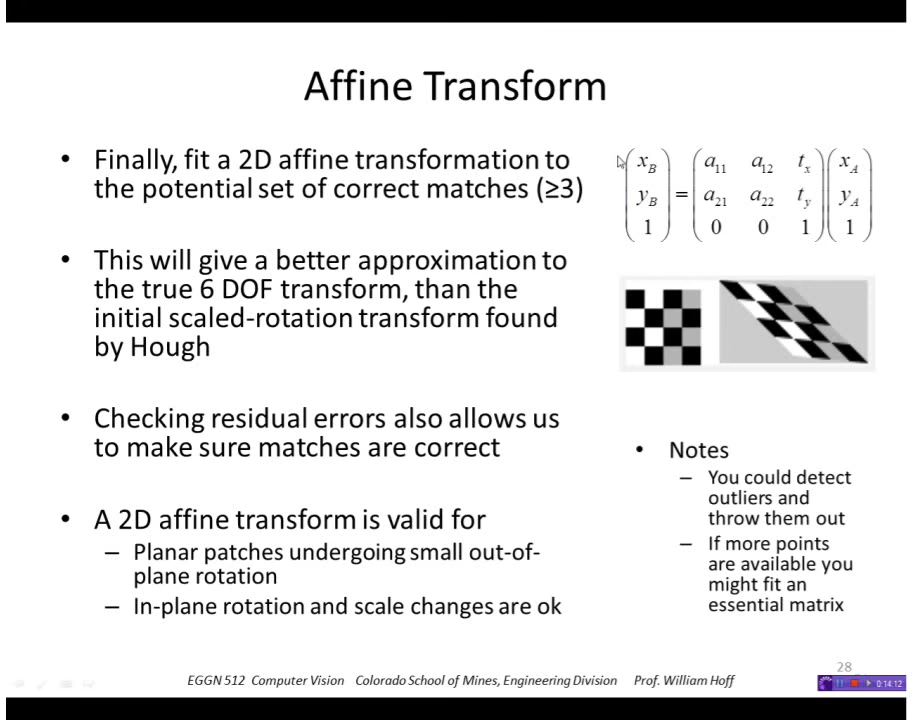 Affine Transform
• Finally, fit a 2D affine transformation to
the potential set of correct matches (≥3)
• This will give a better approximation to
the true 6 DOF transform, than the
initial scaled-rotation transform found
by Hough
• Checking residual errors also allows us
to make sure matches are correct
• A 2D affine transform is valid for
– Planar patches undergoing small out-of-
plane rotation
– In-plane rotation and scale changes are ok
x_B a_11 a_12 t_x x_A
y_B = a_21 a_22 t_y y_A
1 0 0 1 1
• Notes
– You could detect
outliers and
throw them out
– If more points
are available you
might fit an
essential matrix
28
EGGN 512 Computer Vision Colorado School of Mines, Engineering Division Prof. William Hoff
0:14:12